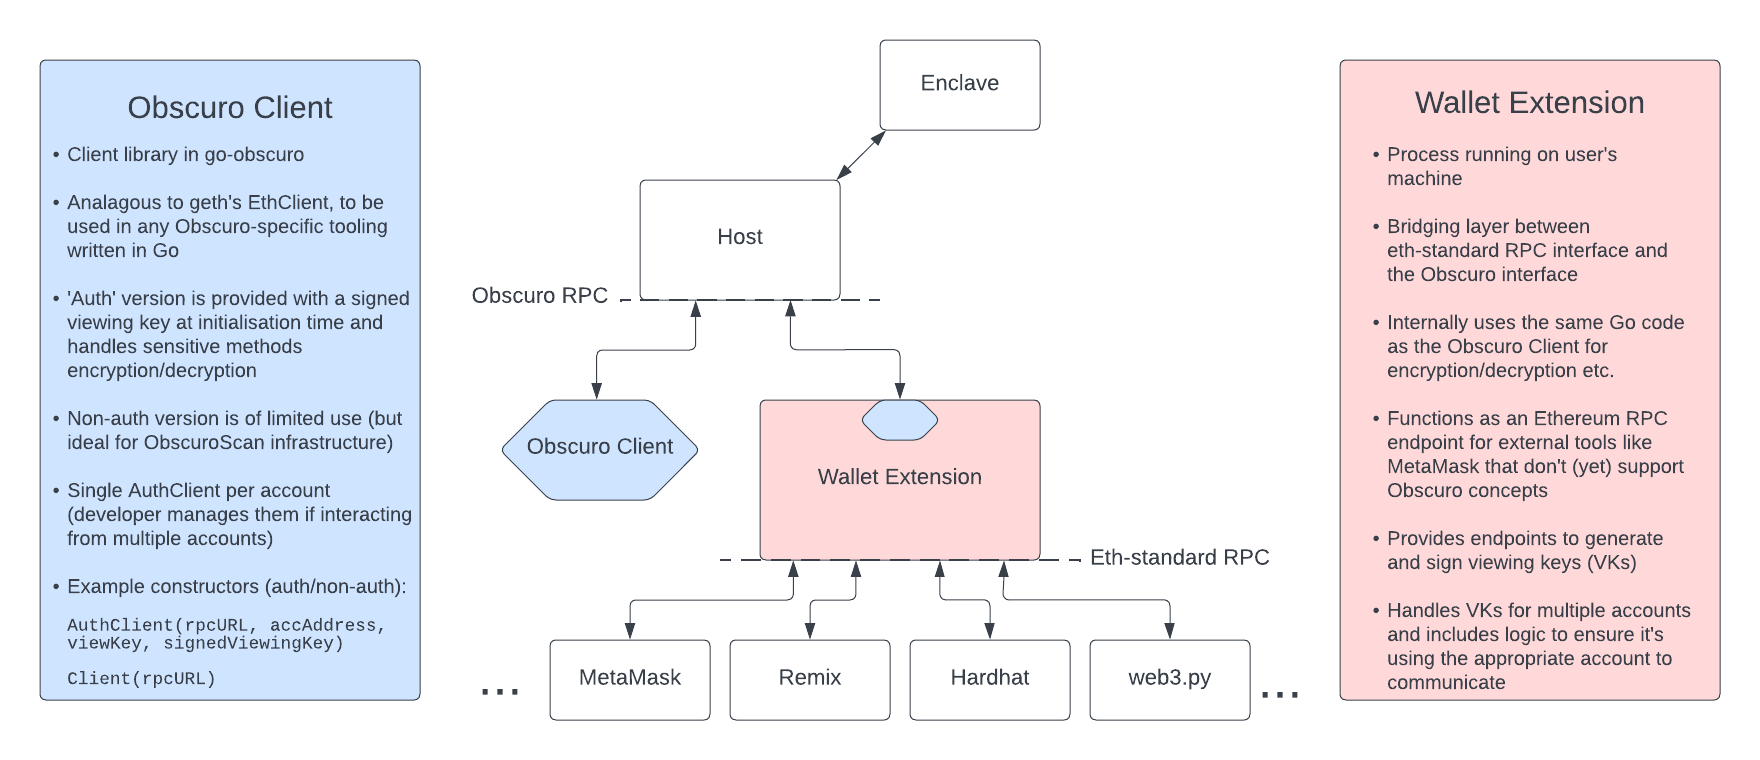 Obscuro Client
• Client library in go-obscuro
• Analagous to geth's EthClient, to be
used in any Obscuro-specific tooling
written in Go
• 'Auth' version is provided with a signed
viewing key at initialisation time and
handles sensitive methods
encryption/decryption
• Non-auth version is of limited use (but
ideal for ObscuroScan infrastructure)
• Single AuthClient per account
(developer manages them if interacting
from multiple accounts)
• Example constructors (auth/non-auth):
AuthClient(rpcURL, accAddress,
viewKey, signedViewingKey)
Client(rpcURL)
Enclave
Host
Obscuro RPC
Obscuro Client
Wallet Extension
Eth-standard RPC
...
MetaMask
Remix
Hardhat
web3.py
...
Wallet Extension
• Process running on user's
machine
• Bridging layer between
eth-standard RPC interface and
the Obscuro interface
• Internally uses the same Go code
as the Obscuro Client for
encryption/decryption etc.
• Functions as an Ethereum RPC
endpoint for external tools like
MetaMask that don't (yet) support
Obscuro concepts
• Provides endpoints to generate
and sign viewing keys (VKs)
• Handles VKs for multiple accounts
and includes logic to ensure it's
using the appropriate account to
communicate